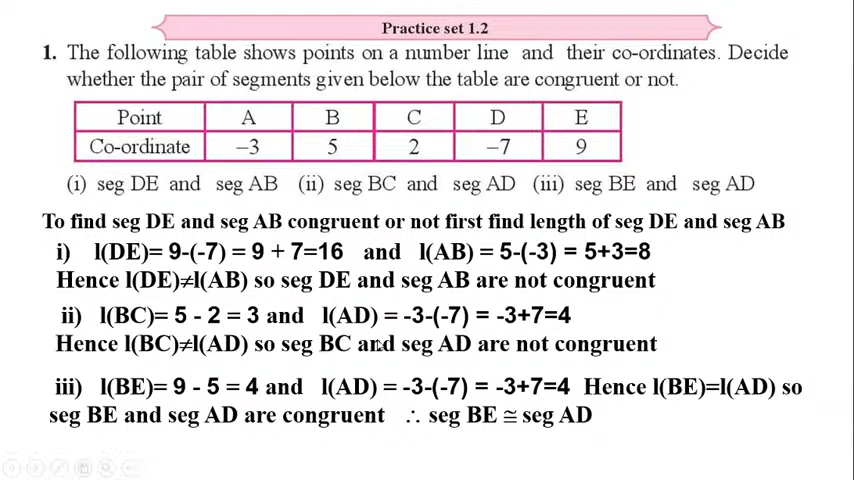 Practice set 1.2
1. The following table shows points on a number line and their co-ordinates. Decide
whether the pair of segments given below the table are congruent or not.
Point A B C D E
Co-ordinate −3 5 2 −7 9
(i) seg DE and seg AB (ii) seg BC and seg AD (iii) seg BE and seg AD
To find seg DE and seg AB congruent or not first find length of seg DE and seg AB
i) l(DE)= 9-(-7) = 9 + 7=16 and l(AB) = 5-(-3) = 5+3=8
Hence l(DE)≠l(AB) so seg DE and seg AB are not congruent
ii) l(BC)= 5 - 2 = 3 and l(AD) = -3-(-7) = -3+7=4
Hence l(BC)≠l(AD) so seg BC and seg AD are not congruent
iii) l(BE)= 9 - 5 = 4 and l(AD) = -3-(-7) = -3+7=4 Hence l(BE)=l(AD) so
seg BE and seg AD are congruent ∴ seg BE ≅ seg AD